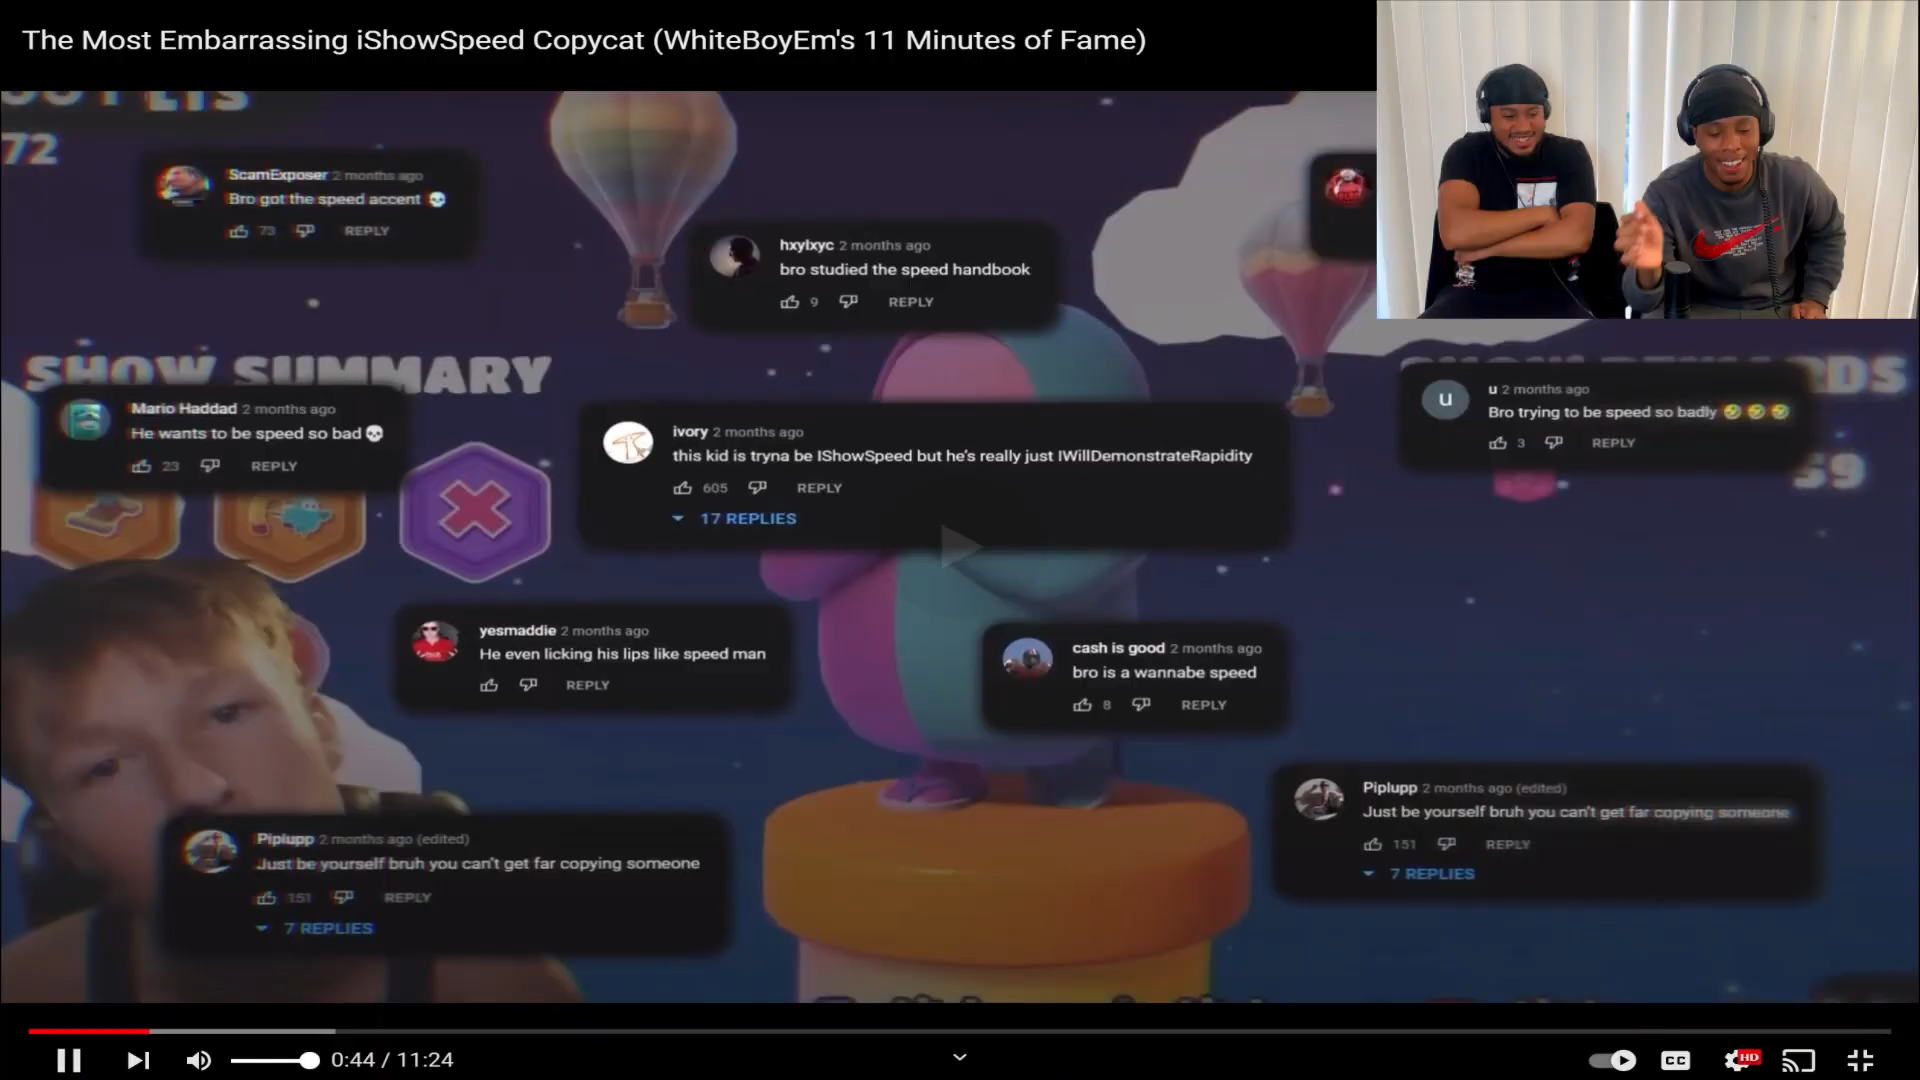 The Most Embarrassing iShowSpeed Copycat (WhiteBoyEm's 11 Minutes of Fame)
72
ScamExposer 2 months ago
Bro got the speed accent 💀
73 REPLY
hxylxyc 2 months ago
bro studied the speed handbook
9 REPLY
SHOW SUMMARY
Mario Haddad 2 months ago
He wants to be speed so bad💀
23 REPLY
ivory 2 months ago
this kid is tryna be IShowSpeed but he's really just IWillDemonstrateRapidity
605 REPLY
17 REPLIES
u
u 2 months ago
Bro trying to be speed so badly 🤣🤣🤣
3 REPLY
59
yesmaddie 2 months ago
He even licking his lips like speed man
REPLY
cash is good 2 months ago
bro is a wannabe speed
8 REPLY
Piplupp 2 months ago (edited)
Just be yourself bruh you can't get far copying someone
151 REPLY
7 REPLIES
Piplupp 2 months ago (edited)
Just be yourself bruh you can't get far copying someone
151 REPLY
7 REPLIES
0:44 / 11:24
CC
HD